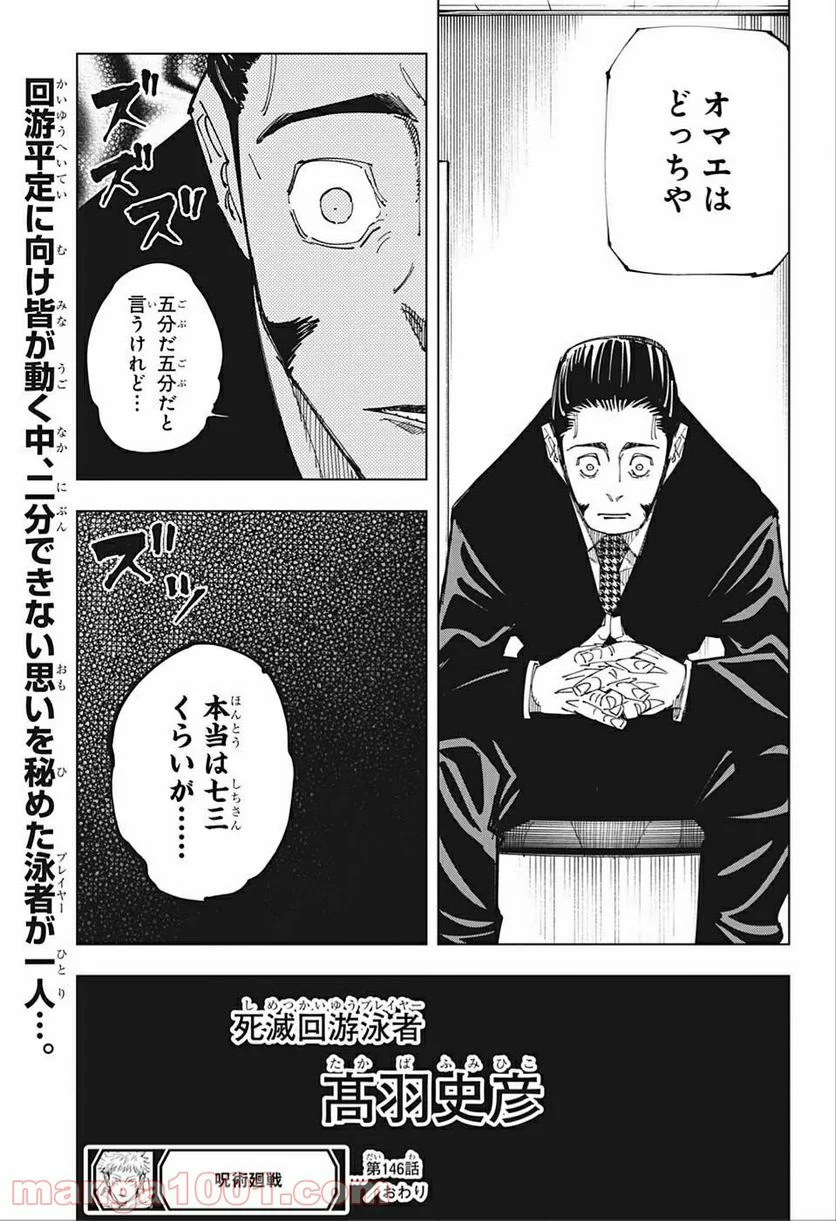 オマエは
どっちや
ズズズ
五分だ五分だと
言うけれど…
ズッ
本当は七三
くらいが……
回游平定に向け皆が動く中、二分できない思いを秘めた泳者が一人…。
死滅回游泳者
髙羽史彦
呪術廻戦
…第146話
おわり
manga1001.com